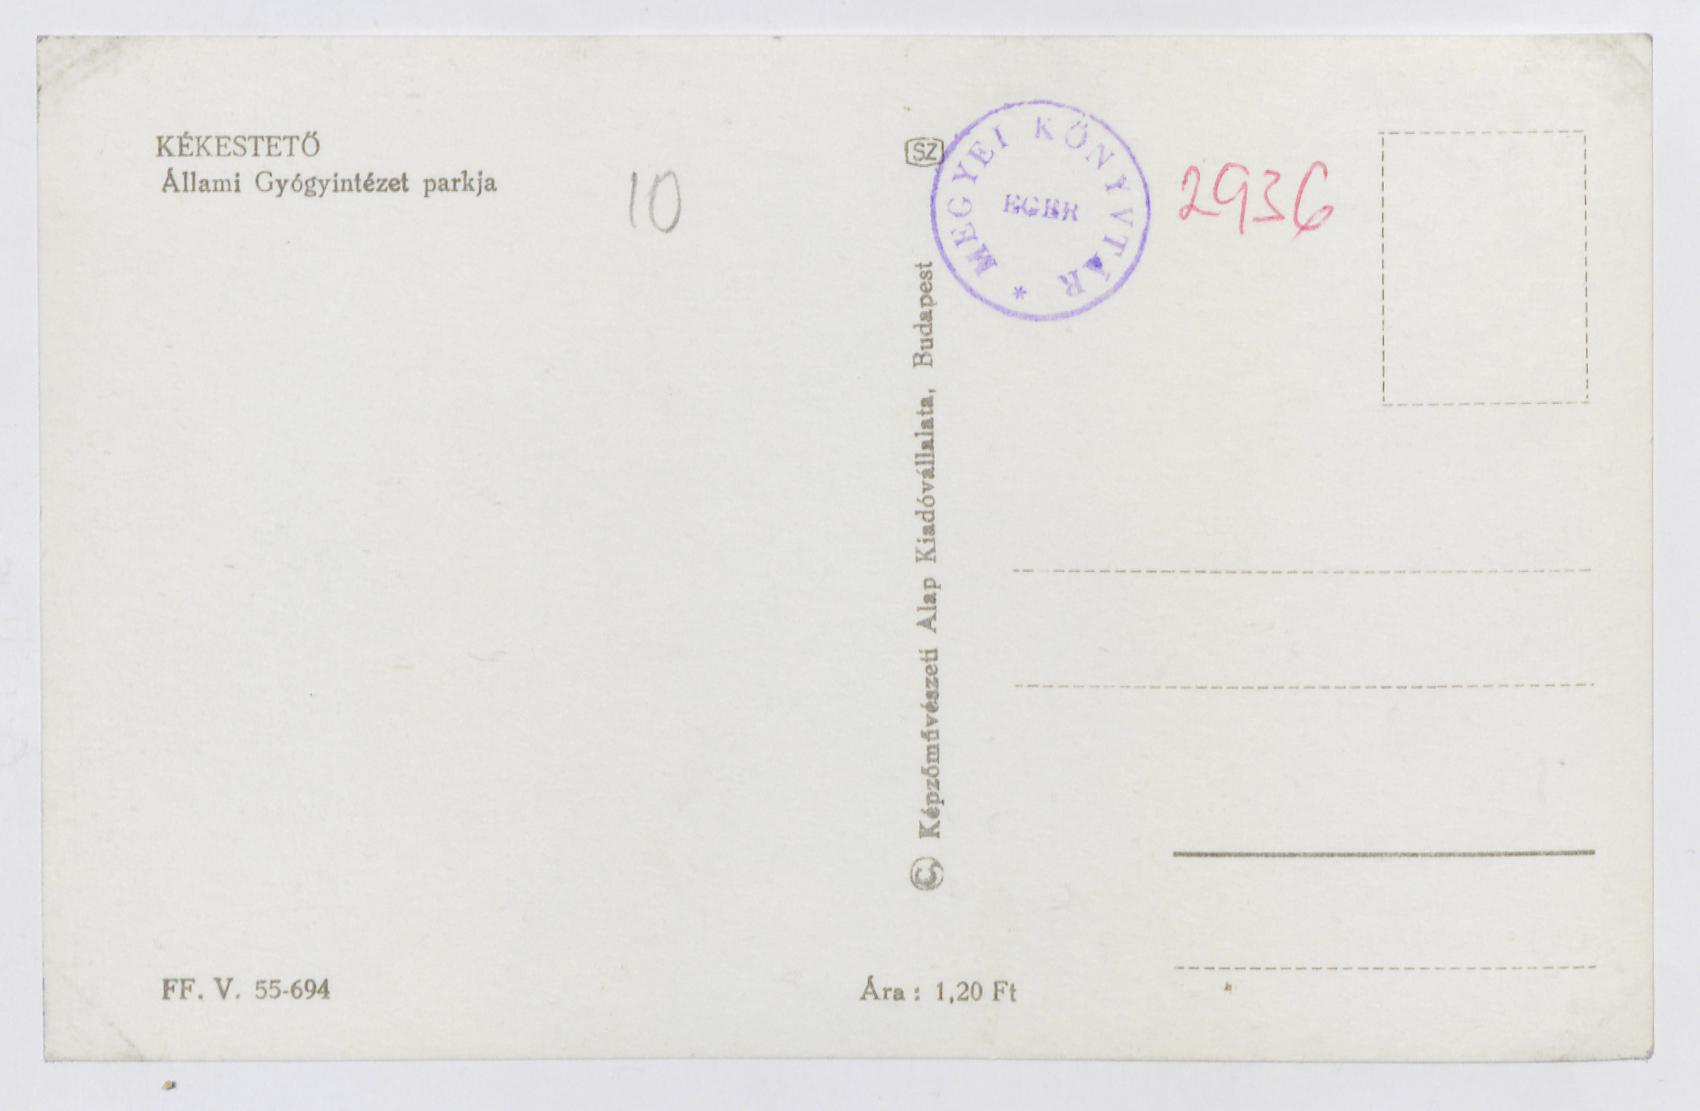 KÉKESTETŐ
Állami Gyógyintézet parkja
10
SZ
MEGYEI KÖNYVTÁR *
EGER
2936
© Képzőművészeti Alap Kiadóvállalata, Budapest
FF. V. 55-694
Ára : 1,20 Ft